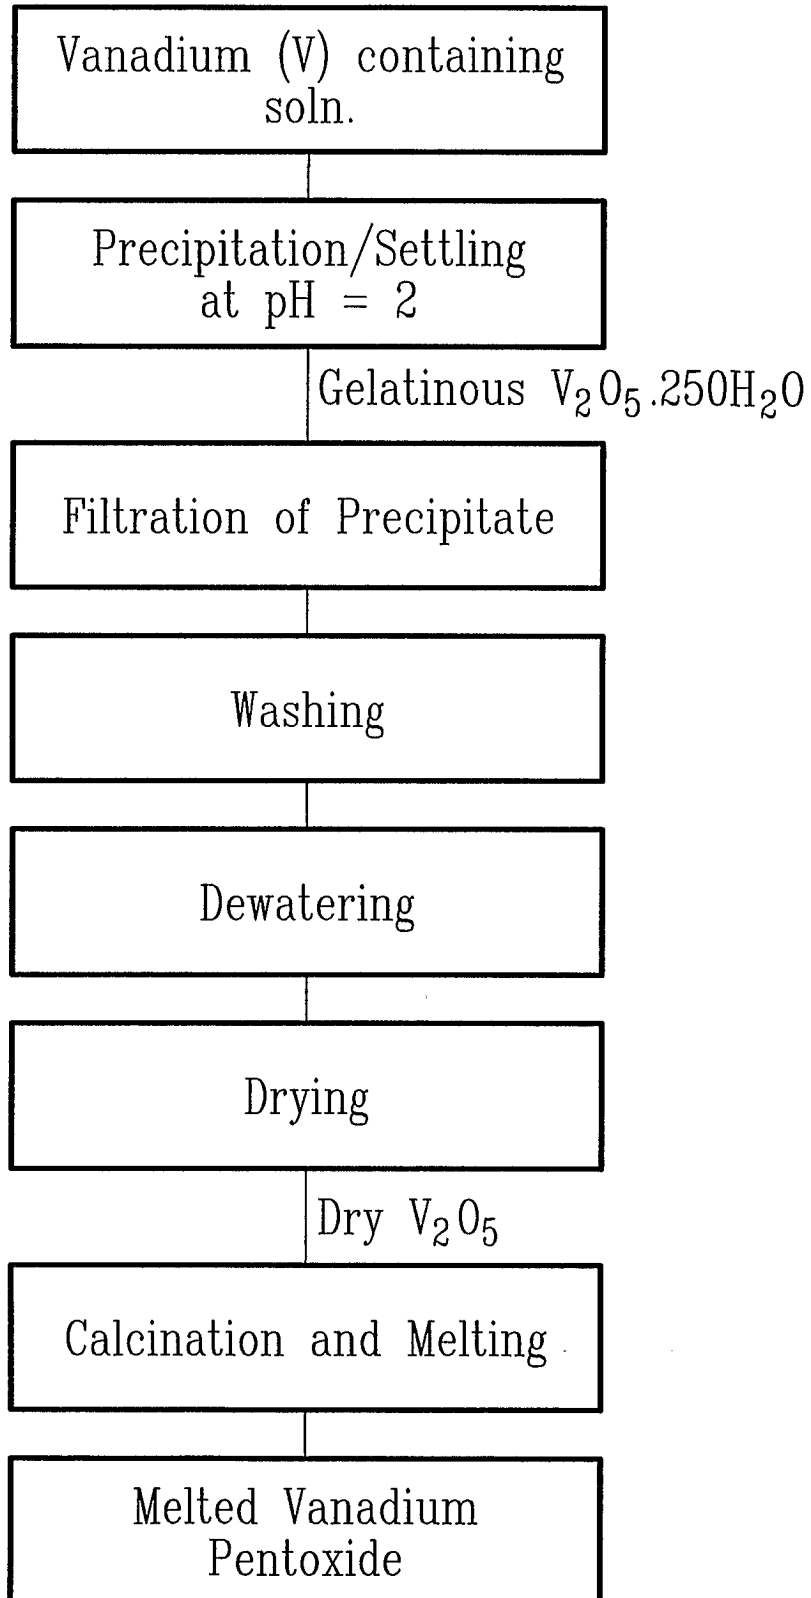 Vanadium (V) containing
soln.
Precipitation/Settling
at pH = 2
Gelatinous V₂O₅.250H₂O
Filtration of Precipitate
Washing
Dewatering
Drying
Dry V₂O₅
Calcination and Melting
Melted Vanadium
Pentoxide